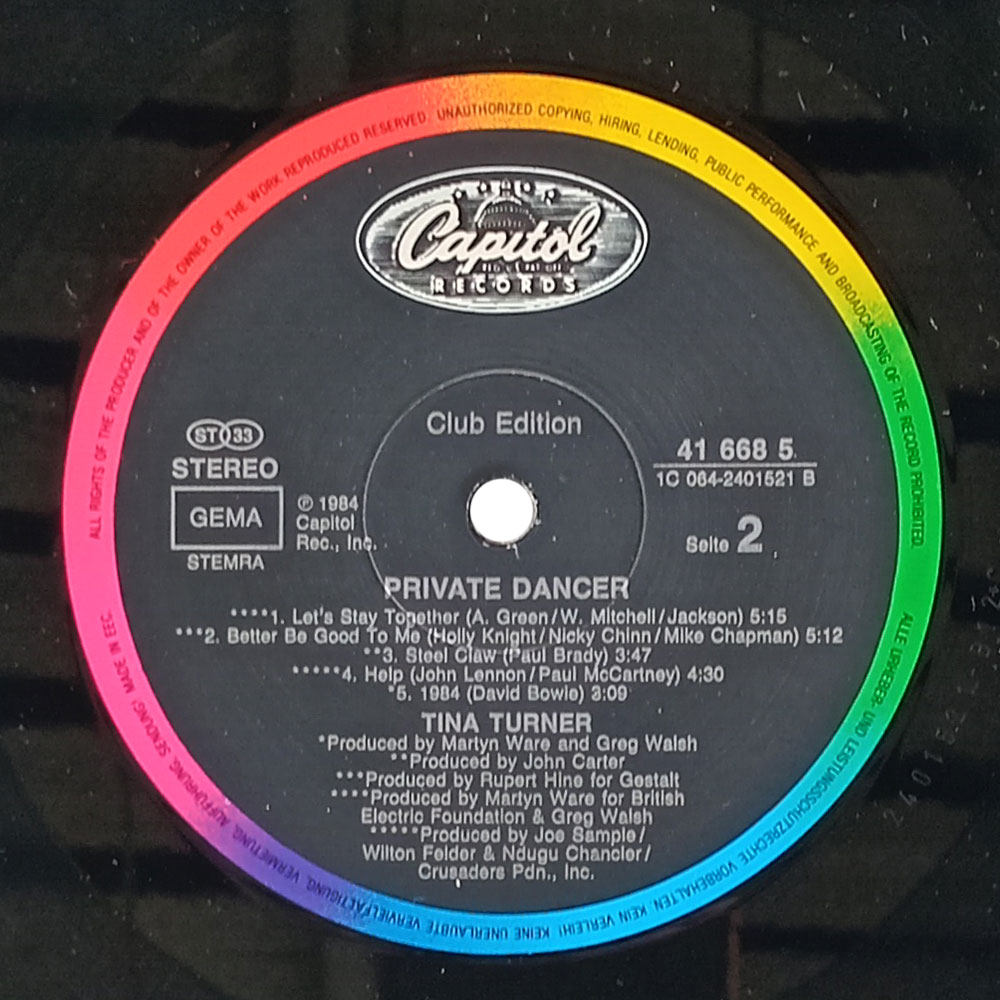 ALL RIGHTS OF THE PRODUCER AND OF THE OWNER OF THE WORK REPRODUCED RESERVED. UNAUTHORIZED COPYING, HIRING, LENDING, PUBLIC PERFORMANCE AND BROADCASTING OF THE RECORD PROHIBITED.
Capitol
RECORDS
Club Edition
ST 33
STEREO
GEMA
STEMRA
℗ 1984
Capitol
Rec., Inc.
41 668 5
1C 064-2401521 B
Seite 2
PRIVATE DANCER
****1. Let's Stay Together (A. Green/W. Mitchell/Jackson) 5:15
***2. Better Be Good To Me (Holly Knight/Nicky Chinn/Mike Chapman) 5:12
**3. Steel Claw (Paul Brady) 3:47
*****4. Help (John Lennon/Paul McCartney) 4:30
*5. 1984 (David Bowie) 3:09
TINA TURNER
*Produced by Martyn Ware and Greg Walsh
**Produced by John Carter
***Produced by Rupert Hine for Gestalt
****Produced by Martyn Ware for British
Electric Foundation & Greg Walsh
*****Produced by Joe Sample/
Wilton Felder & Ndugu Chancler/
Crusaders Pdn., Inc.
ALLE URHEBER- UND LEISTUNGSSCHUTZRECHTE VORBEHALTEN. KEIN VERLEIH! KEINE UNERLAUBTE VERVIELFÄLTIGUNG, VERMIETUNG, AUFFÜHRUNG, SENDUNG! MADE IN EEC.